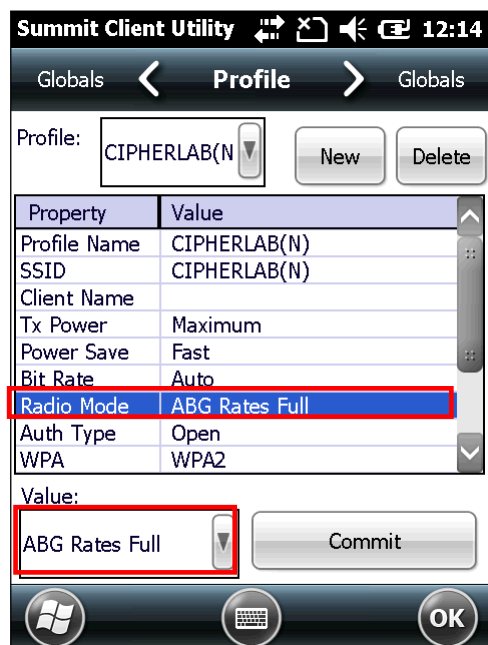 Summit Client Utility 12:14
Globals Profile Globals
Profile: CIPHERLAB(N New Delete
Property Value
Profile Name CIPHERLAB(N)
SSID CIPHERLAB(N)
Client Name
Tx Power Maximum
Power Save Fast
Bit Rate Auto
Radio Mode ABG Rates Full
Auth Type Open
WPA WPA2
Value:
ABG Rates Full Commit
OK